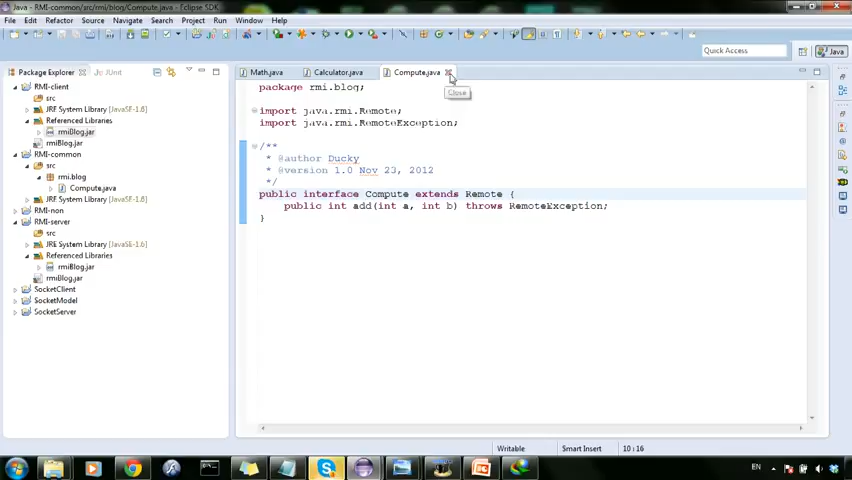 Java - RMI-common/src/rmi/blog/Compute.java - Eclipse SDK
File Edit Source Refactor Navigate Search Project Run Window Help
Quick Access
Java
Package Explorer JUnit
Math.java Calculator.java Compute.java
Close
RMI-client
src
JRE System Library [JavaSE-1.6]
Referenced Libraries
rmiBlog.jar
rmiBlog.jar
RMI-common
src
rmi.blog
Compute.java
JRE System Library [JavaSE-1.6]
RMI-non
RMI-server
src
JRE System Library [JavaSE-1.6]
Referenced Libraries
rmiBlog.jar
rmiBlog.jar
SocketClient
SocketModel
SocketServer
package rmi.blog;
import java.rmi.Remote;
import java.rmi.RemoteException;
/**
* @author Ducky
* @version 1.0 Nov 23, 2012
*/
public interface Compute extends Remote {
public int add(int a, int b) throws RemoteException;
}
Writable Smart Insert 10 : 16
EN 7:56 AM